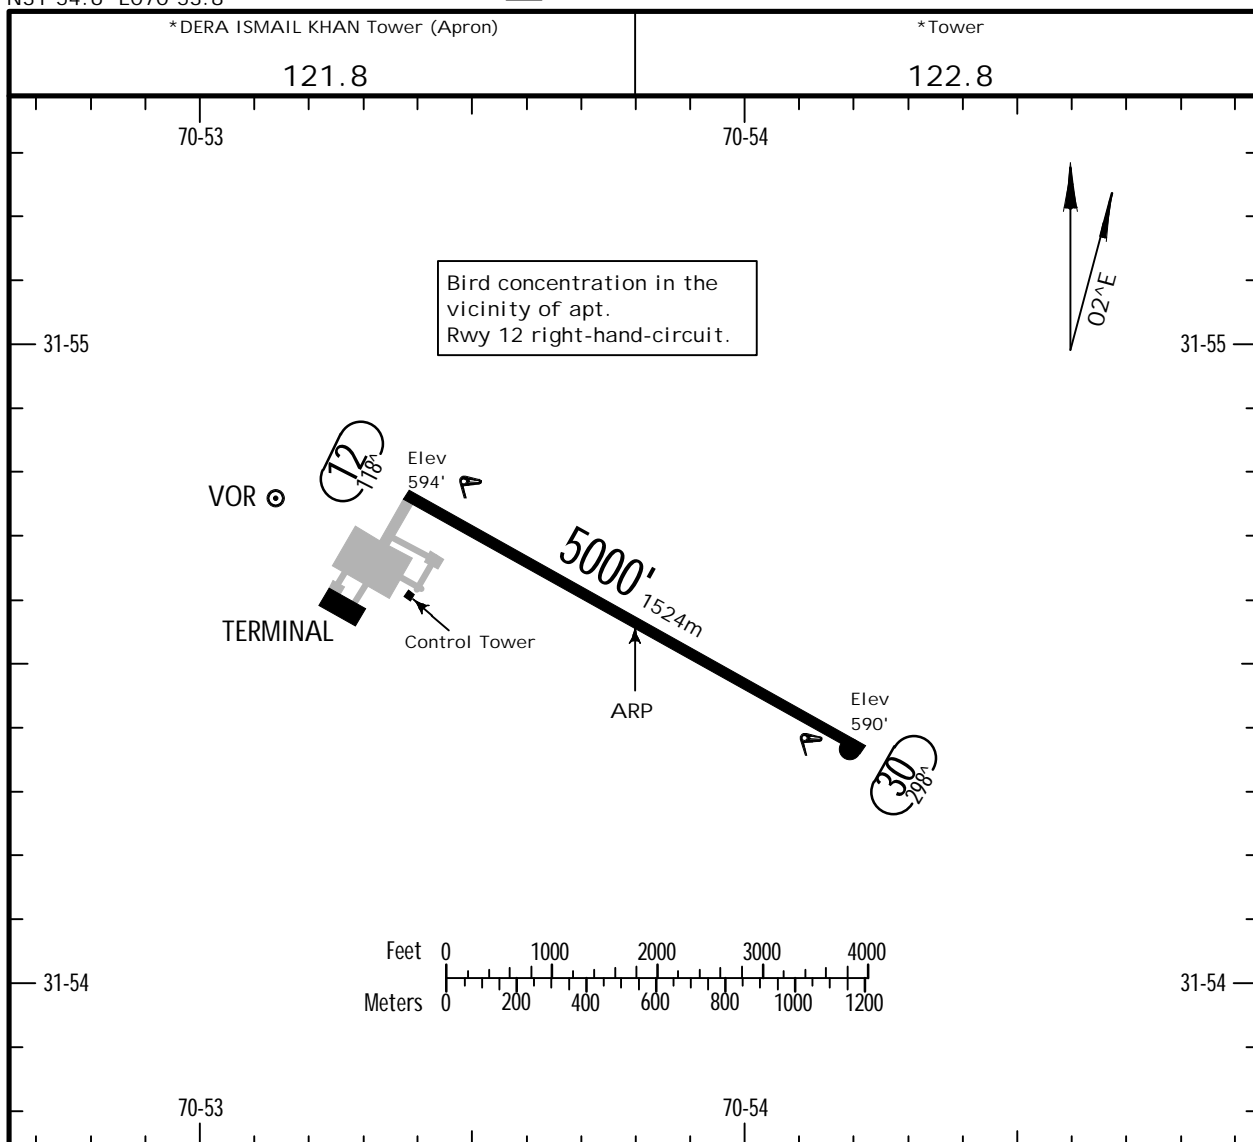 *DERA ISMAIL KHAN Tower (Apron)
*Tower
121.8
122.8
70-53
70-54
02^E
Bird concentration in the
vicinity of apt.
Rwy 12 right-hand-circuit.
31-55
31-55
12
118^
Elev
594'
VOR
5000'
1524m
TERMINAL
Control Tower
ARP
Elev
590'
30
298^
Feet 0 1000 2000 3000 4000
31-54
31-54
Meters 0 200 400 600 800 1000 1200
70-53
70-54